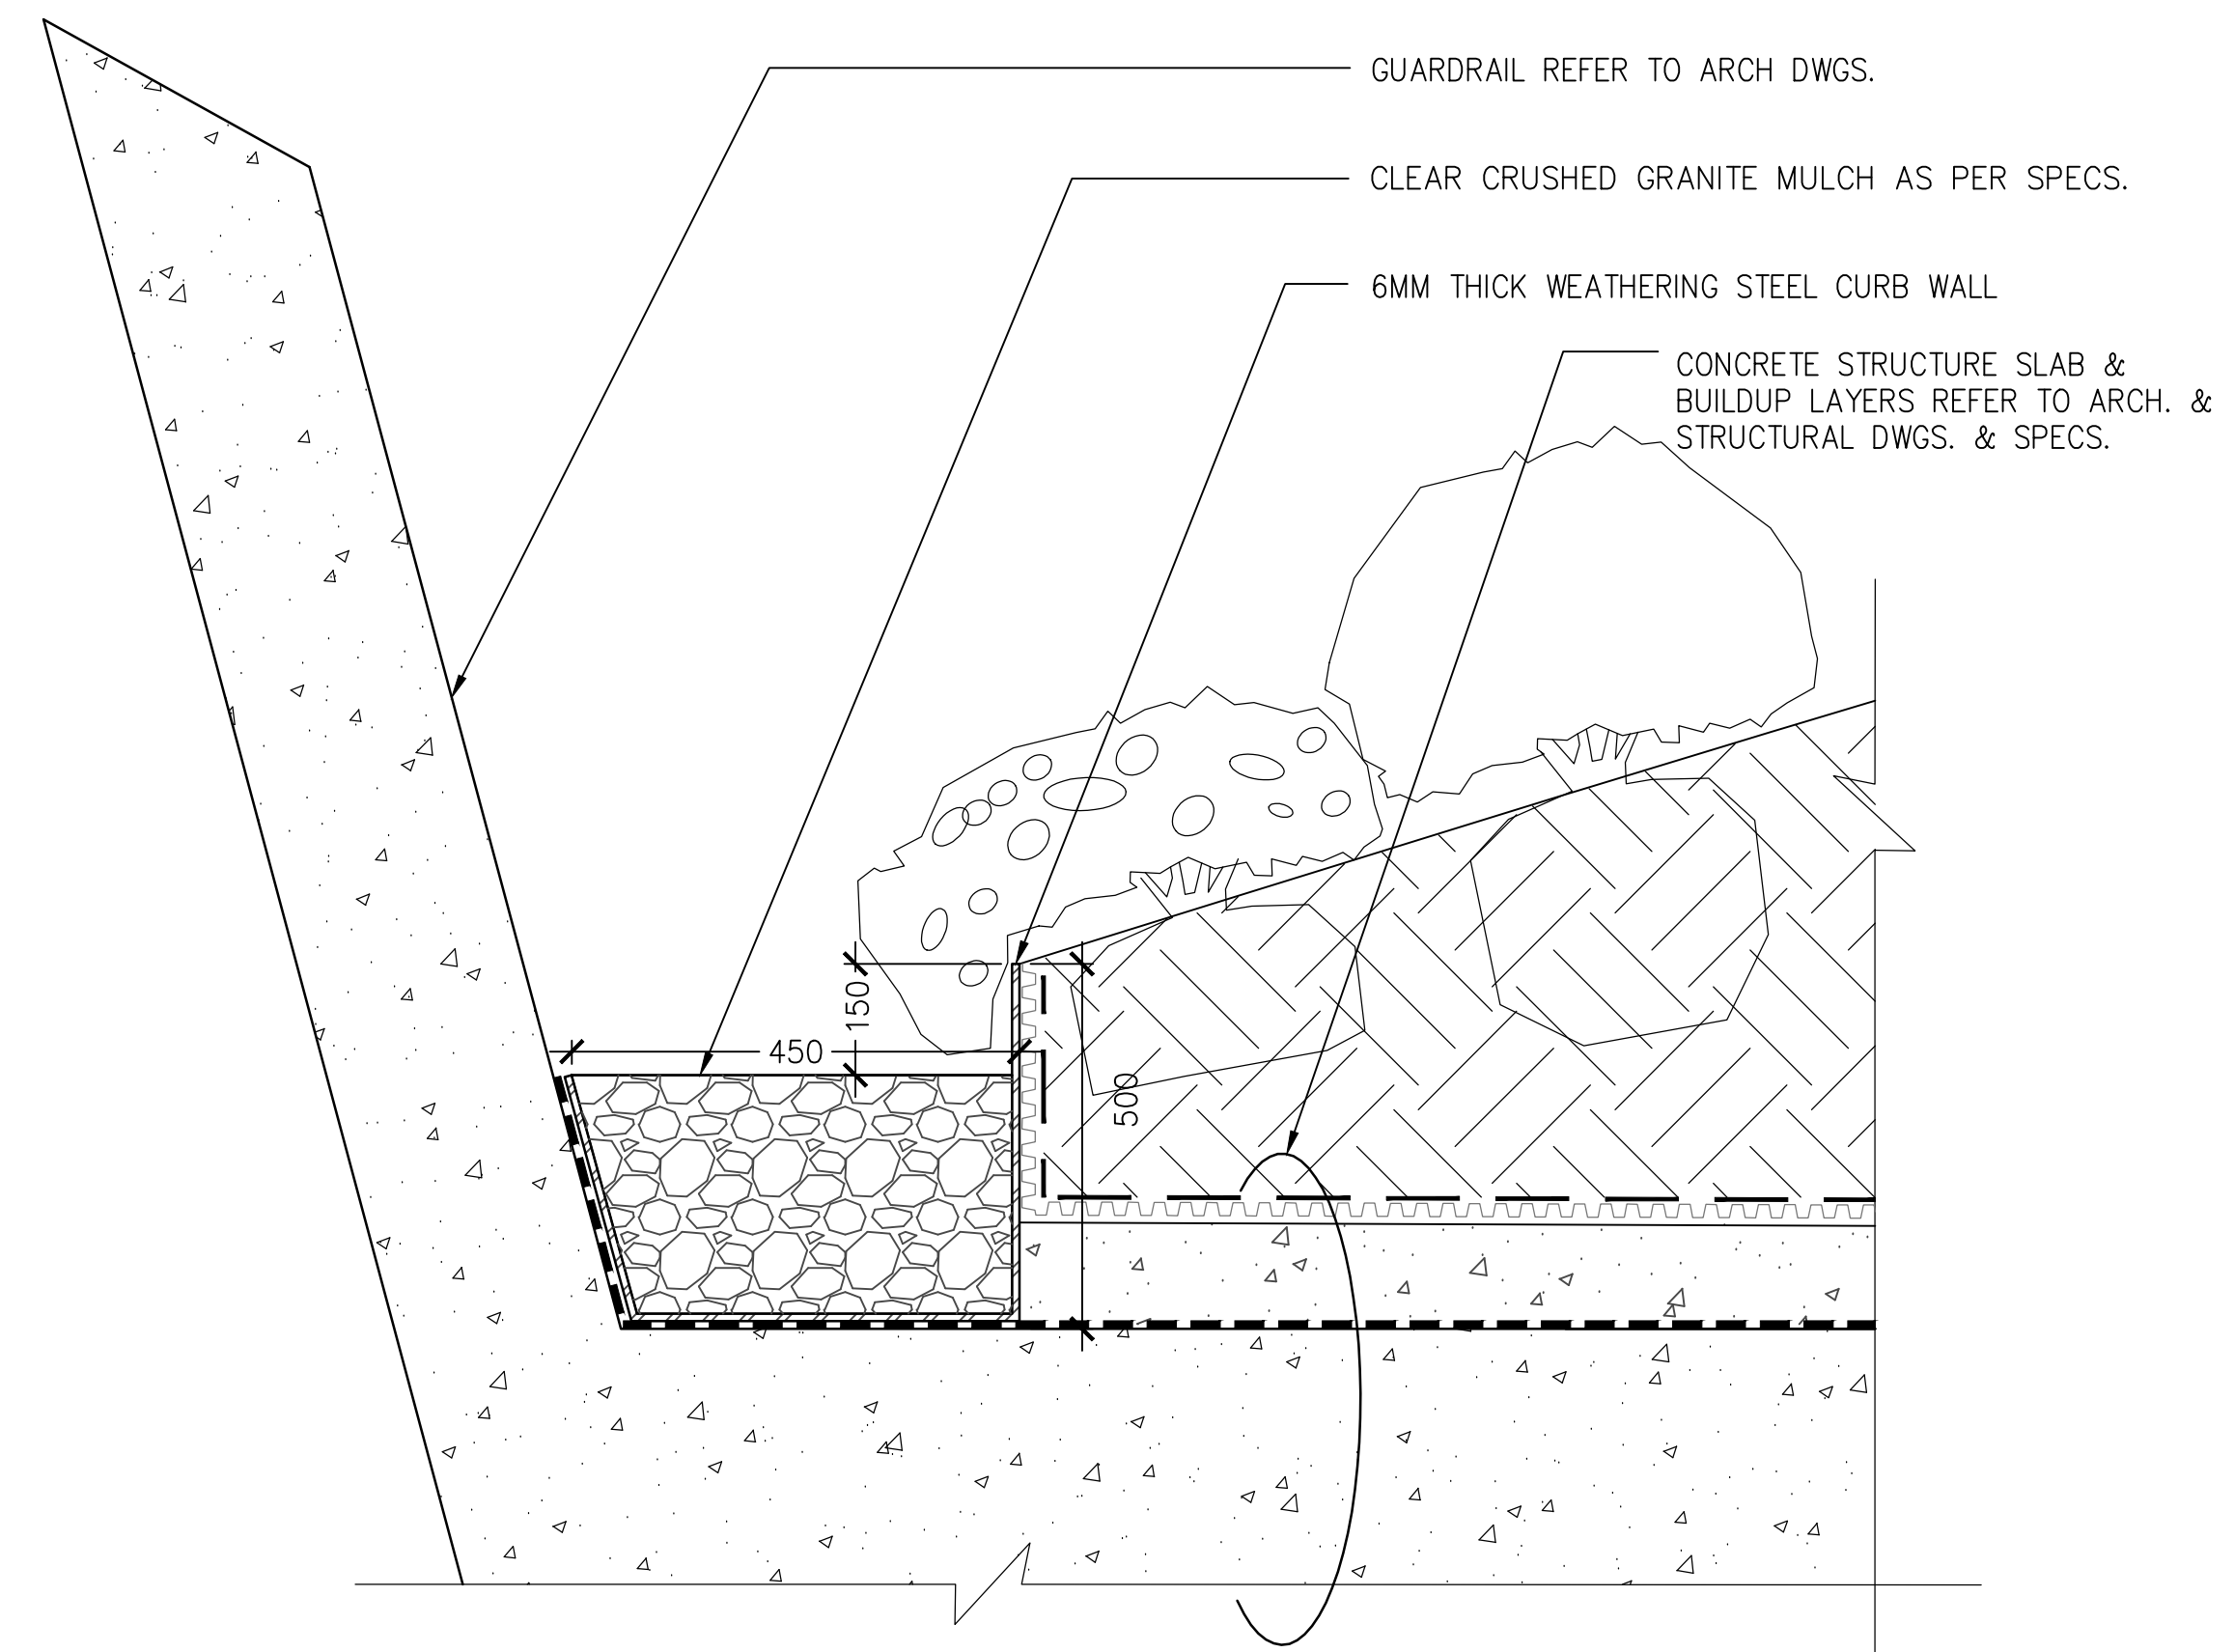 GUARDRAIL REFER TO ARCH DWGS.
CLEAR CRUSHED GRANITE MULCH AS PER SPECS.
6MM THICK WEATHERING STEEL CURB WALL
CONCRETE STRUCTURE SLAB &
BUILDUP LAYERS REFER TO ARCH. &
STRUCTURAL DWGS. & SPECS.
150
450
500